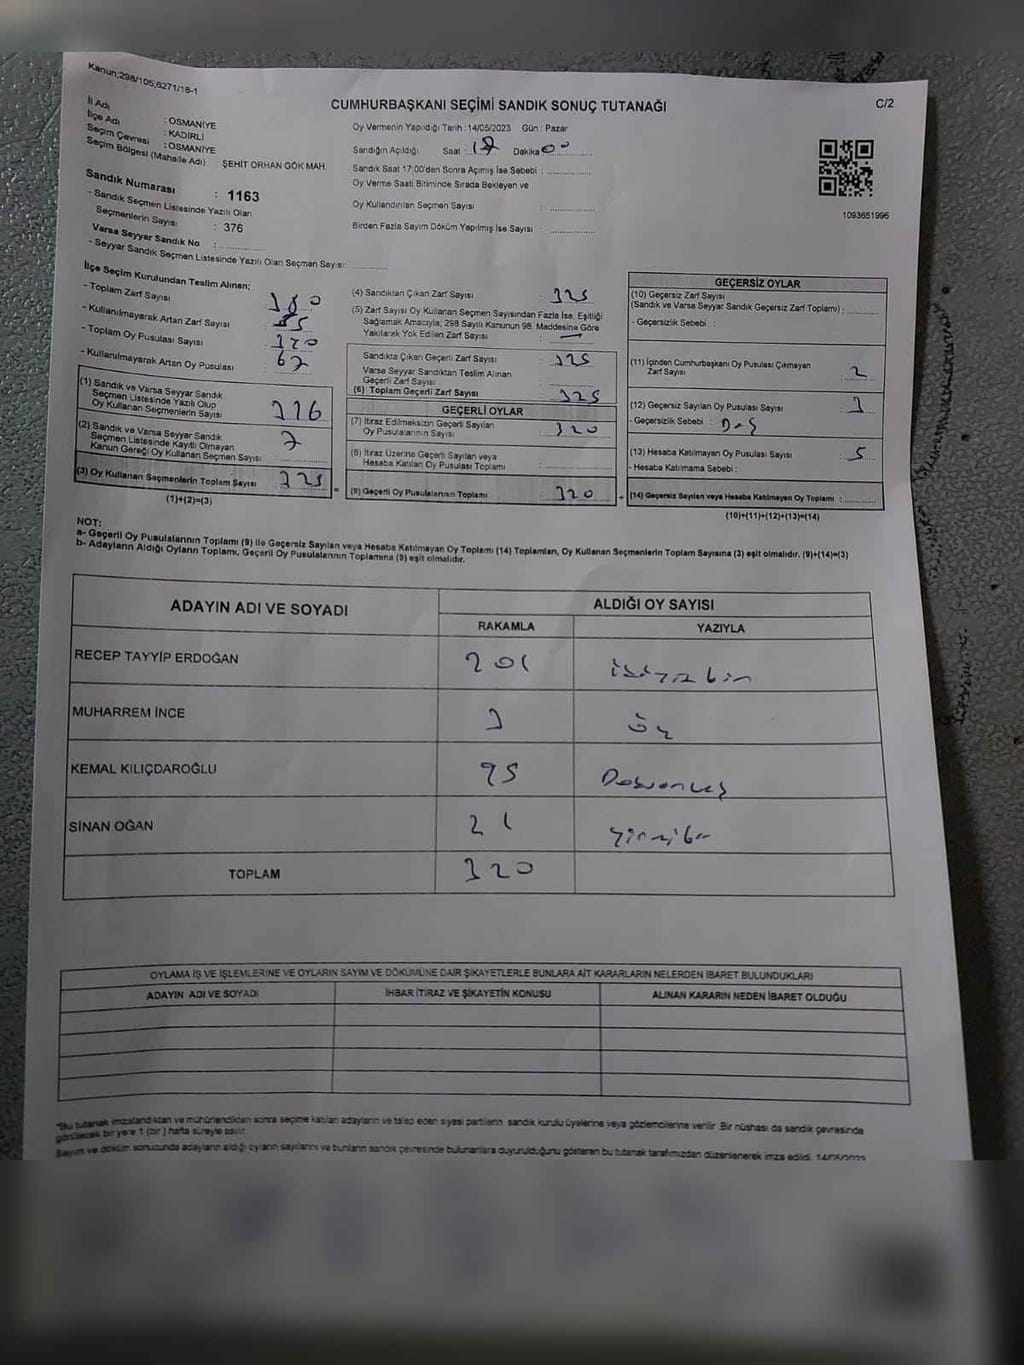 Kanun;298/105,6271/18-1
CUMHURBAŞKANI SEÇİMİ SANDIK SONUÇ TUTANAĞI
C/2
İl Adı : OSMANİYE
İlçe Adı : KADİRLİ
Seçim Çevresi : OSMANİYE
Seçim Bölgesi (Mahalle Adı) : ŞEHİT ORHAN GÖK MAH.
Sandık Numarası : 1163
- Sandık Seçmen Listesinde Yazılı Olan
Seçmenlerin Sayısı : 376
Varsa Seyyar Sandık No :
- Seyyar Sandık Seçmen Listesinde Yazılı Olan Seçmen Sayısı:
Oy Vermenin Yapıldığı Tarih :14/05/2023 Gün : Pazar
Sandığın Açıldığı Saat : Dakika 00
Sandık Saat 17:00'den Sonra Açımış İse Sebebi :
Oy Verme Saati Bitiminde Sırada Bekleyen ve
Oy Kullandırılan Seçmen Sayısı :
Birden Fazla Sayım Döküm Yapılmış İse Sayısı :
1093651996
İlçe Seçim Kurulundan Teslim Alınan;
- Toplam Zarf Sayısı 380
- Kullanılmayarak Artan Zarf Sayısı 55
- Toplam Oy Pusulası Sayısı
- Kullanılmayarak Artan Oy Pusulası
(1) Sandık ve Varsa Seyyar Sandık
Seçmen Listesinde Yazılı Olup
Oy Kullanan Seçmenlerin Sayısı
(2) Sandık ve Varsa Seyyar Sandık
Seçmen Listesinde Kayıtlı Olmayan
Kanun Gereği Oy Kullanan Seçmen Sayısı
(3) Oy Kullanan Seçmenlerin Toplam Sayısı 325
(1)+(2)=(3)
(4) Sandıktan Çıkan Zarf Sayısı : 325
(5) Zarf Sayısı Oy Kullanan Seçmen Sayısından Fazla İse, Eşitliği
Sağlamak Amacıyla; 298 Sayılı Kanunun 98. Maddesine Göre
Yakılarak Yok Edilen Zarf Sayısı : —
Sandıkta Çıkan Geçerli Zarf Sayısı : 325
Varsa Seyyar Sandıktan Teslim Alınan
Geçerli Zarf Sayısı
(6) Toplam Geçerli Zarf Sayısı : 325
GEÇERLİ OYLAR
(7) İtiraz Edilmeksizin Geçerli Sayılan
Oy Pusulalarının Sayısı : 320
(8) İtiraz Üzerine Geçerli Sayılan veya
Hesaba Katılan Oy Pusulası Toplamı :
(9) Geçerli Oy Pusulalarının Toplamı : 320
GEÇERSİZ OYLAR
(10) Geçersiz Zarf Sayısı
(Sandık ve Varsa Seyyar Sandık Geçersiz Zarf Toplamı) :
- Geçersizlik Sebebi :
(11) İçinden Cumhurbaşkanı Oy Pusulası Çıkmayan
Zarf Sayısı : 2
(12) Geçersiz Sayılan Oy Pusulası Sayısı : 3
- Geçersizlik Sebebi :
(13) Hesaba Katılmayan Oy Pusulası Sayısı : 5
- Hesaba Katılmama Sebebi :
(14) Geçersiz Sayılan veya Hesaba Katılmayan Oy Toplamı :
(10)+(11)+(12)+(13)=(14)
NOT:
a- Geçerli Oy Pusulalarının Toplamı (9) ile Geçersiz Sayılan veya Hesaba Katılmayan Oy Toplamı (14) Toplamları, Oy Kullanan Seçmenlerin Toplam Sayısına (3) eşit olmalıdır. (9)+(14)=(3)
b- Adayların Aldığı Oyların Toplamı, Geçerli Oy Pusulalarının Toplamına (9) eşit olmalıdır.
ADAYIN ADI VE SOYADI ALDIĞI OY SAYISI
RAKAMLA YAZIYLA
RECEP TAYYİP ERDOĞAN 201 ikiyüzbir
MUHARREM İNCE 3 üç
KEMAL KILIÇDAROĞLU 95 Doksanbeş
SİNAN OĞAN 21 yirmibir
TOPLAM 320
OYLAMA İŞ VE İŞLEMLERİNE VE OYLARIN SAYIM VE DÖKÜMÜNE DAİR ŞİKAYETLERLE BUNLARA AİT KARARLARIN NELERDEN İBARET BULUNDUKLARI
ADAYIN ADI VE SOYADI İHBAR İTİRAZ VE ŞİKAYETİN KONUSU ALINAN KARARIN NEDEN İBARET OLDUĞU
*Bu tutanak imzalandıktan ve mühürlendikten sonra seçime katılan adayların ve talep eden siyasi partilerin sandık kurulu üyelerine veya gözlemcilerine verilir. Bir nüshası da sandık çevresinde
görülecek bir yere 1 (bir) hafta süreyle asılır.
Sayım ve döküm sonucunda adayların aldığı oyların sayılarını ve bunların sandık çevresinde bulunanlara duyurulduğunu gösteren bu tutanak tarafımızdan düzenlenerek imza edildi. 14/05/2023